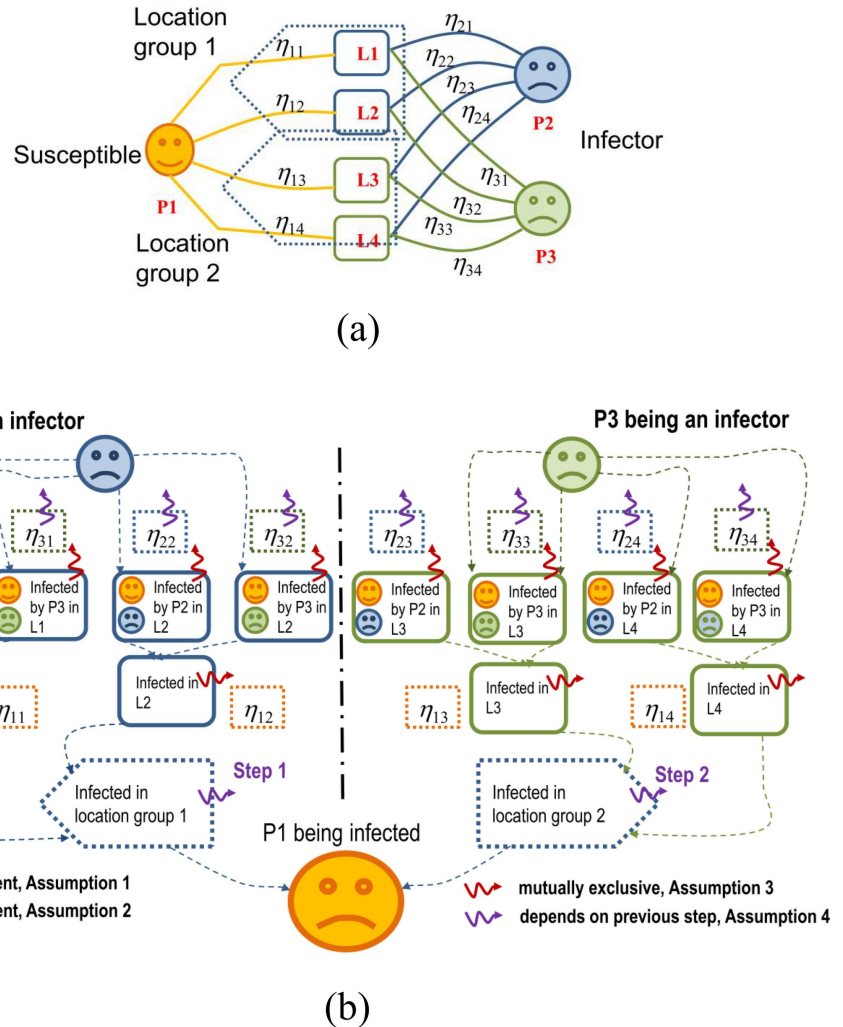 Location
group 1
η11
L1
η21
η22
η23
η24
P2
η12
L2
Susceptible
Infector
P1
η13
L3
η31
η32
η33
η14
L4
P3
η34
Location
group 2
(a)
infector
P3 being an infector
η31
η22
η32
η23
η33
η24
η34
Infected
by P3 in
L1
Infected
by P2 in
L2
Infected
by P3 in
L2
Infected
by P2 in
L3
Infected
by P3 in
L3
Infected
by P2 in
L4
Infected
by P3 in
L4
η11
Infected in
L2
η12
η13
Infected in
L3
η14
Infected in
L4
Step 1
Infected in
location group 1
Step 2
Infected in
location group 2
P1 being infected
Assumption 1
Assumption 2
mutually exclusive, Assumption 3
depends on previous step, Assumption 4
(b)